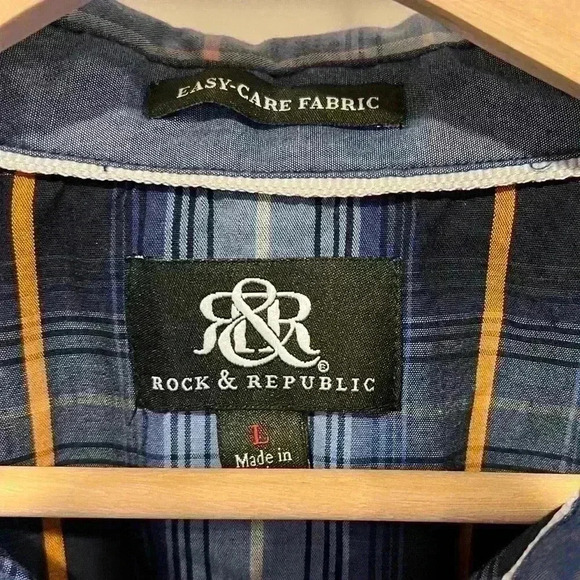 EASY-CARE FABRIC
R&R
®
ROCK & REPUBLIC
L
Made in